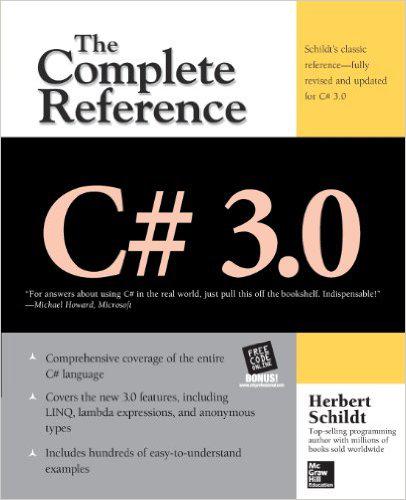 The
Complete
Reference
Schildt's classic
reference—fully
revised and updated
for C# 3.0
C# 3.0
"For answers about using C# in the real world, just pull this off the bookshelf. Indispensable!"
—Michael Howard, Microsoft
Comprehensive coverage of the entire
C# language
Covers the new 3.0 features, including
LINQ, lambda expressions, and anonymous
types
Includes hundreds of easy-to-understand
examples
FREE
CODE
ONLINE
BONUS!
Herbert
Schildt
Top-selling programming
author with millions of
books sold worldwide
Mc
Graw
Hill
Education